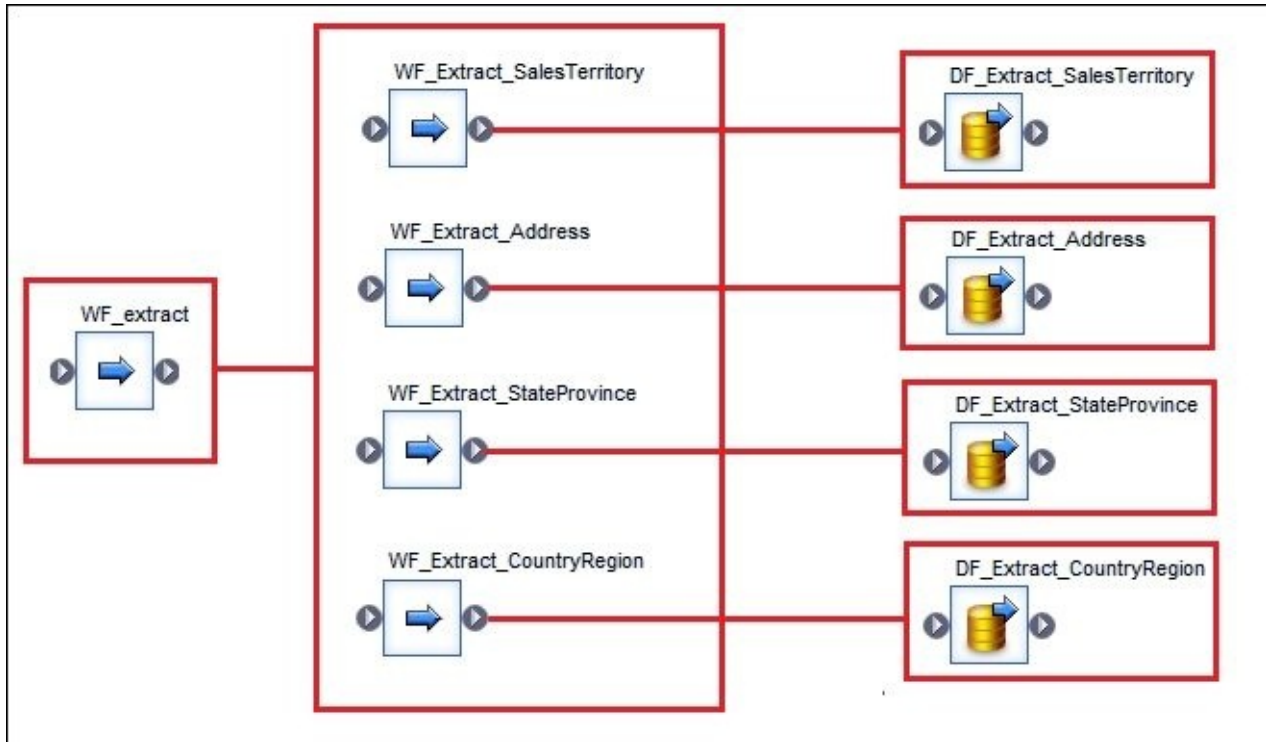 WF_Extract_SalesTerritory
DF_Extract_SalesTerritory
WF_Extract_Address
DF_Extract_Address
WF_extract
WF_Extract_StateProvince
DF_Extract_StateProvince
WF_Extract_CountryRegion
DF_Extract_CountryRegion